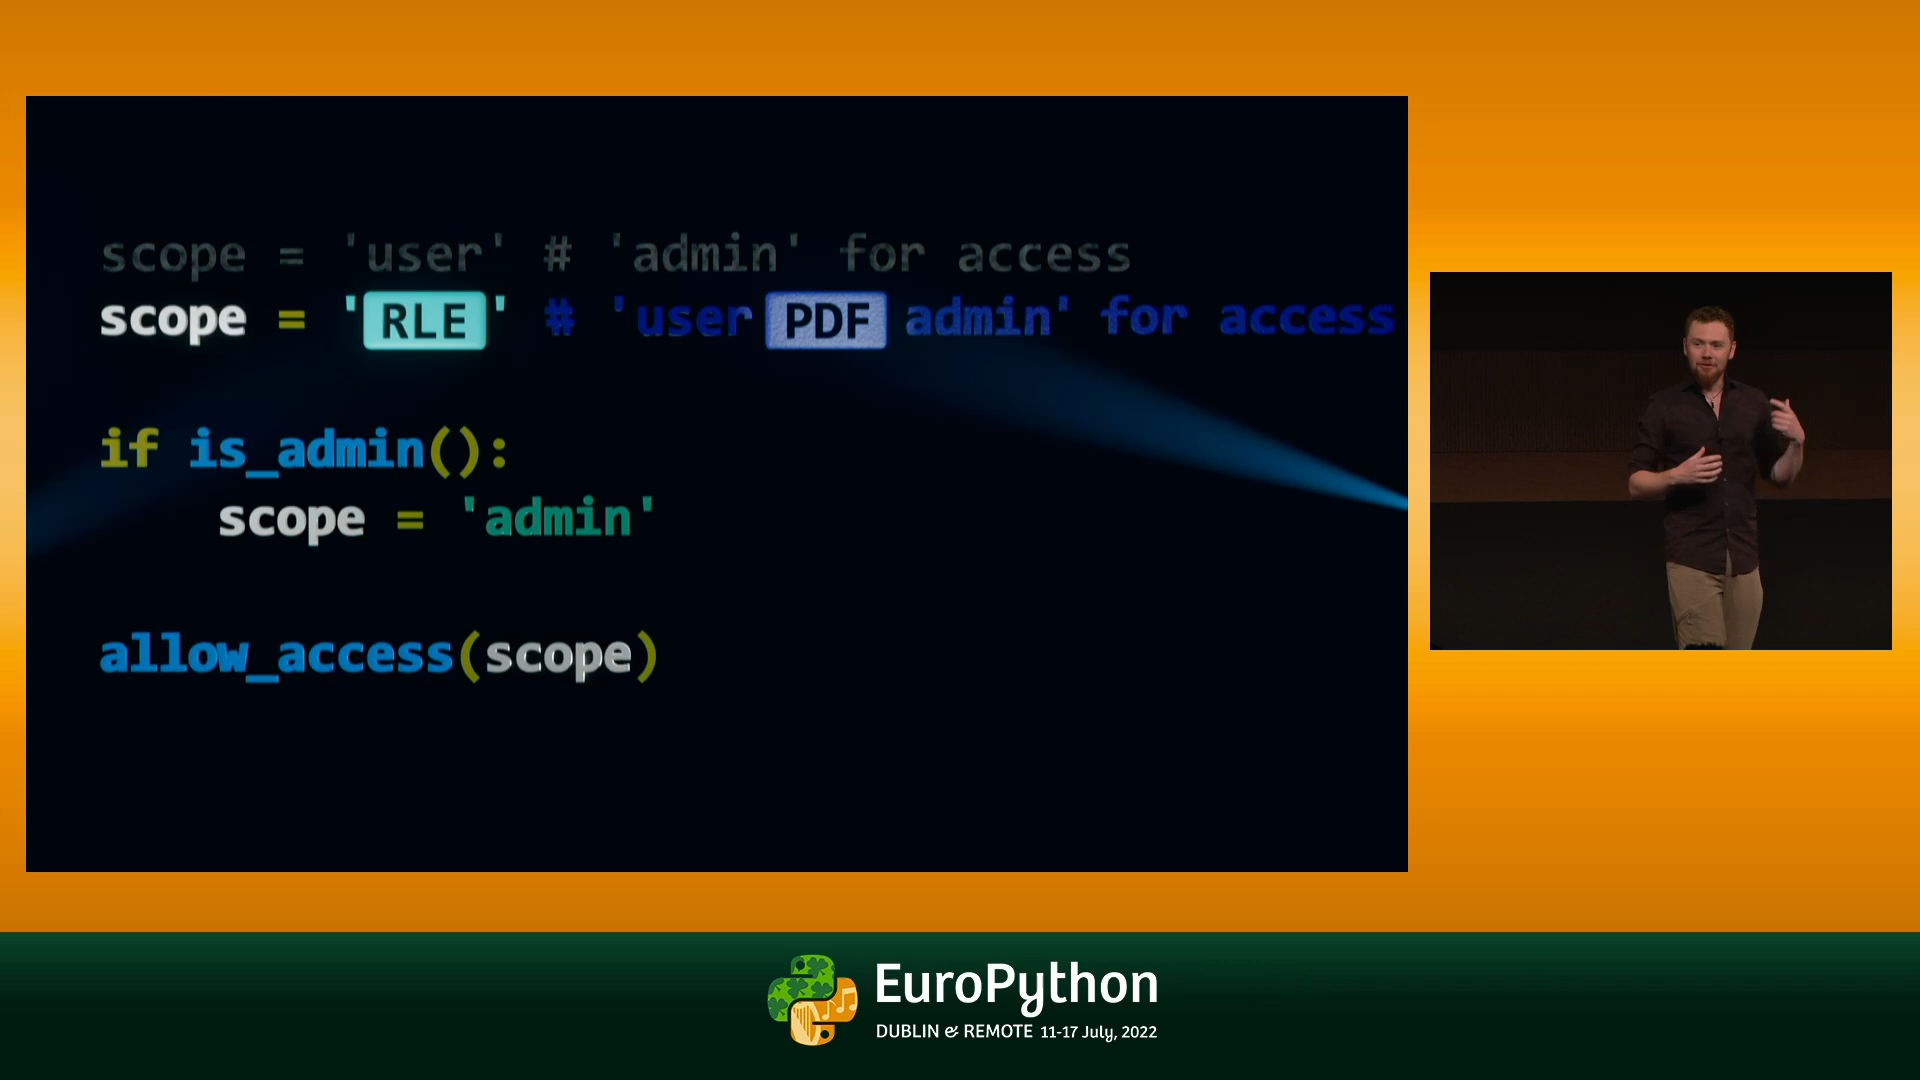 scope = 'user' # 'admin' for access
scope = 'RLE' # 'user PDF admin' for access
if is_admin():
    scope = 'admin'
allow_access(scope)
EuroPython
DUBLIN & REMOTE 11-17 July, 2022